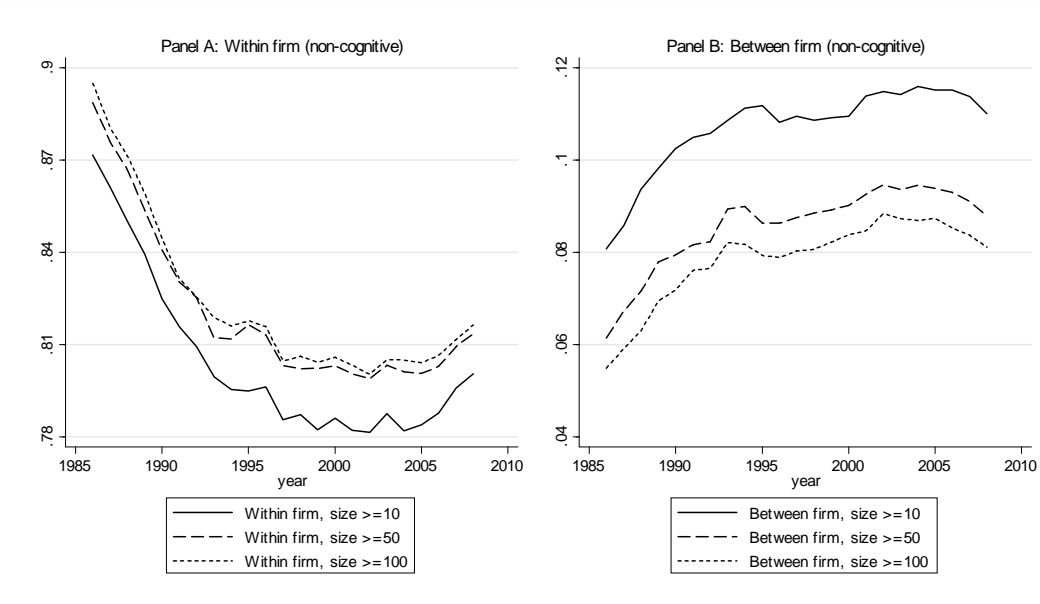 Panel A: Within firm (non-cognitive)
.9
.87
.84
.81
.78
1985 1990 1995 2000 2005 2010
year
Within firm, size >=10
Within firm, size >=50
Within firm, size >=100
Panel B: Between firm (non-cognitive)
.12
.1
.08
.06
.04
1985 1990 1995 2000 2005 2010
year
Between firm, size >=10
Between firm, size >=50
Between firm, size >=100